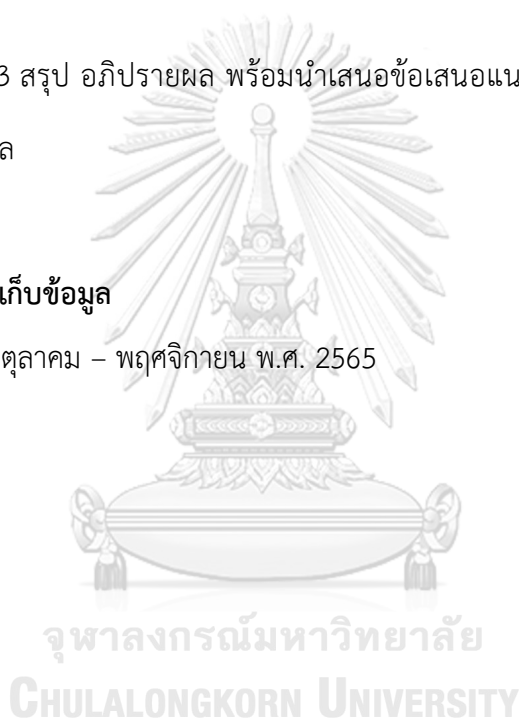 3 สรุป อภิปรายผล พร้อมนำเสนอข้อเสนอแน
ล
เก็บข้อมูล
ตุลาคม – พฤศจิกายน พ.ศ. 2565
จุฬาลงกรณ์มหาวิทยาลัย
CHULALONGKORN UNIVERSITY